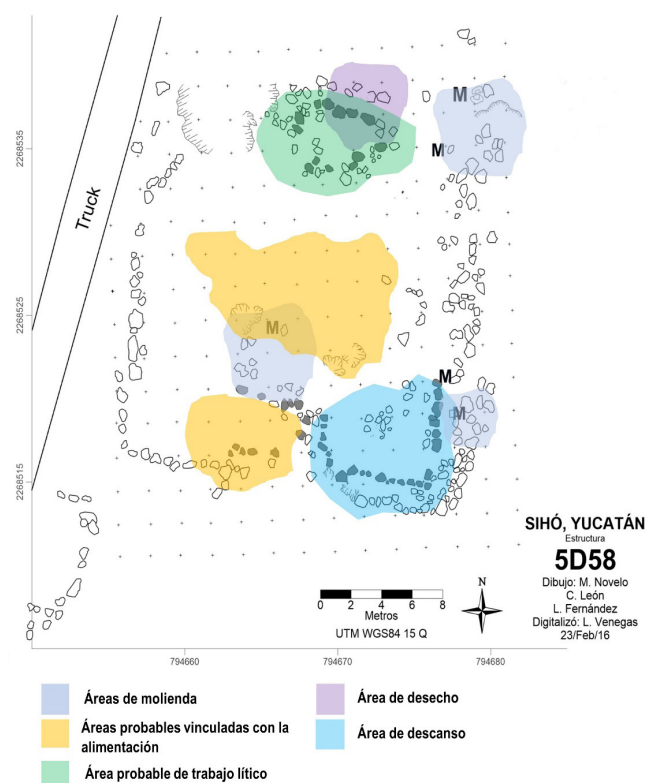 Truck
2268535
2268525
2268515
M
M
M
M
M
SIHÓ, YUCATÁN
Estructura
5D58
Dibujo: M. Novelo
C. León
L. Fernández
Digitalizó: L. Venegas
23/Feb/16
N
0 2 4 6 8
Metros
UTM WGS84 15 Q
794660 794670 794680
Áreas de molienda
Áreas probables vinculadas con la
alimentación
Área probable de trabajo lítico
Área de desecho
Área de descanso